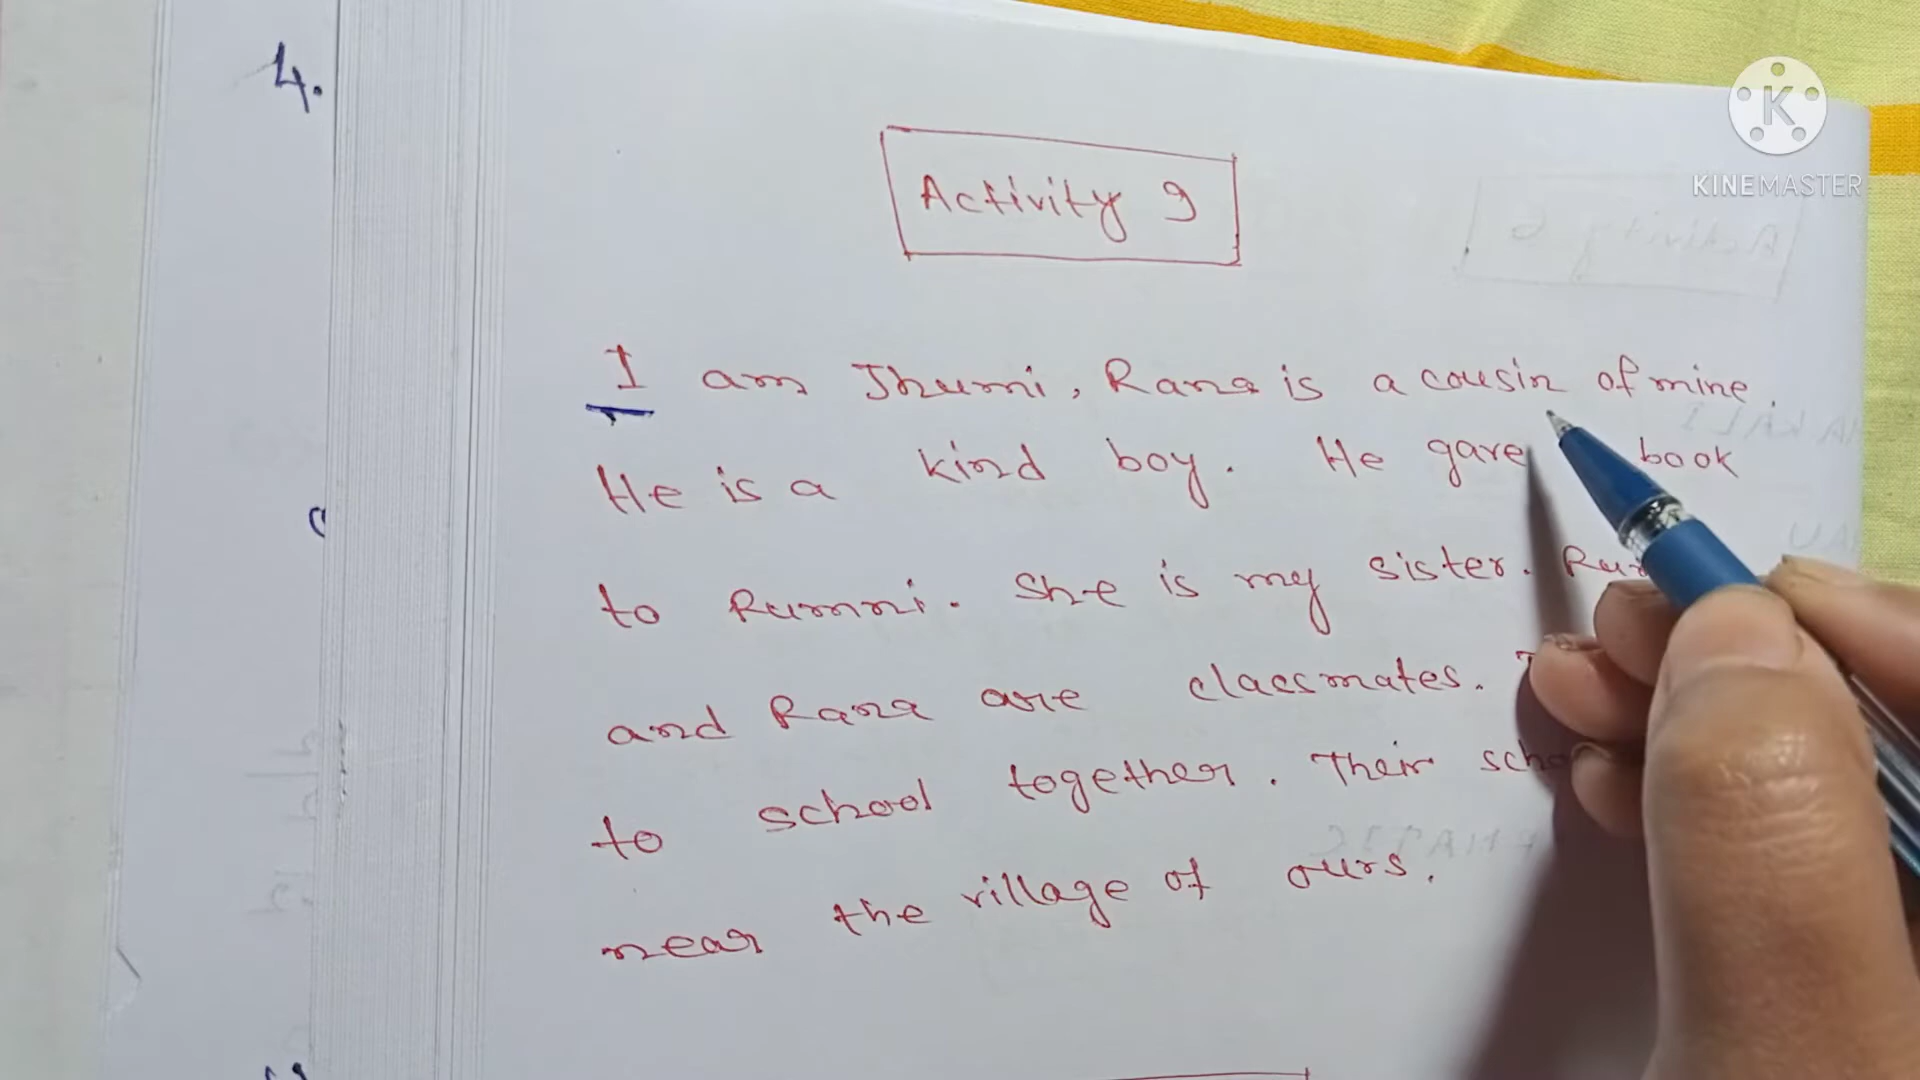 4.
Activity 9
I am Jhumi, Rana is a cousin of mine.
He is a kind boy. He gave book
to Rumni. She is my sister.
and Rana are classmates.
to school together. Their
near the village of ours.
KINEMASTER